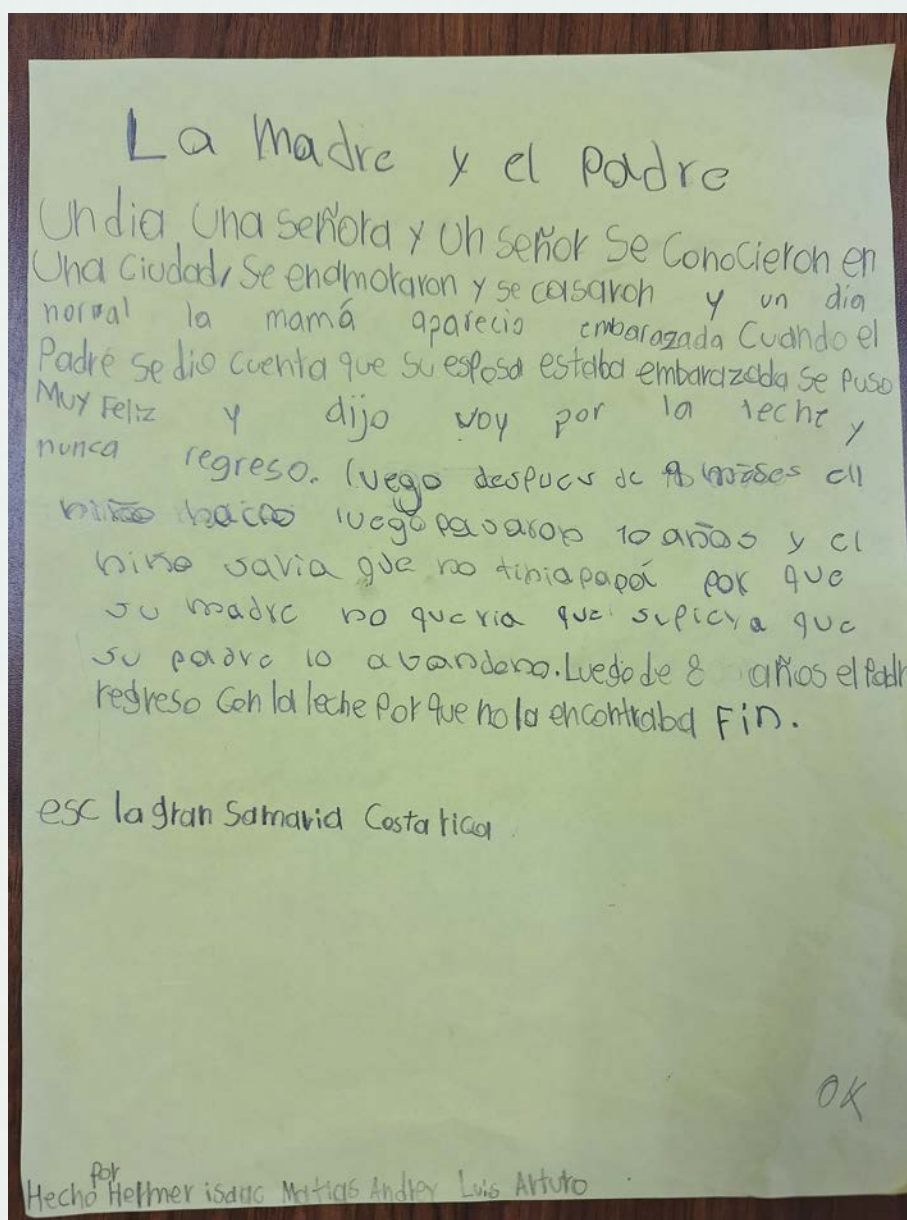 La Madre y el Padre
Un dia una señora y un señor se conocieron en
una ciudad, se enamoraron y se casaron y un dia
normal la mamá aparecio embarazada Cuando el
Padre se dio cuenta que su esposa estaba embarazada se puso
Muy Feliz y dijo voy por la leche y
nunca regreso. luego despues de meses el
niño nacio luego pasaron 10 años y el
niño savia que no tinia papá por que
su madre no queria que supiera que
su padre lo abandono. Luego de 8 años el Padr
regreso con la leche Por que no la encontraba Fin.
esc la gran Samaria Costa rica
OK
por
Hecho Helmer isaac Matias Andrey Luis Arturo